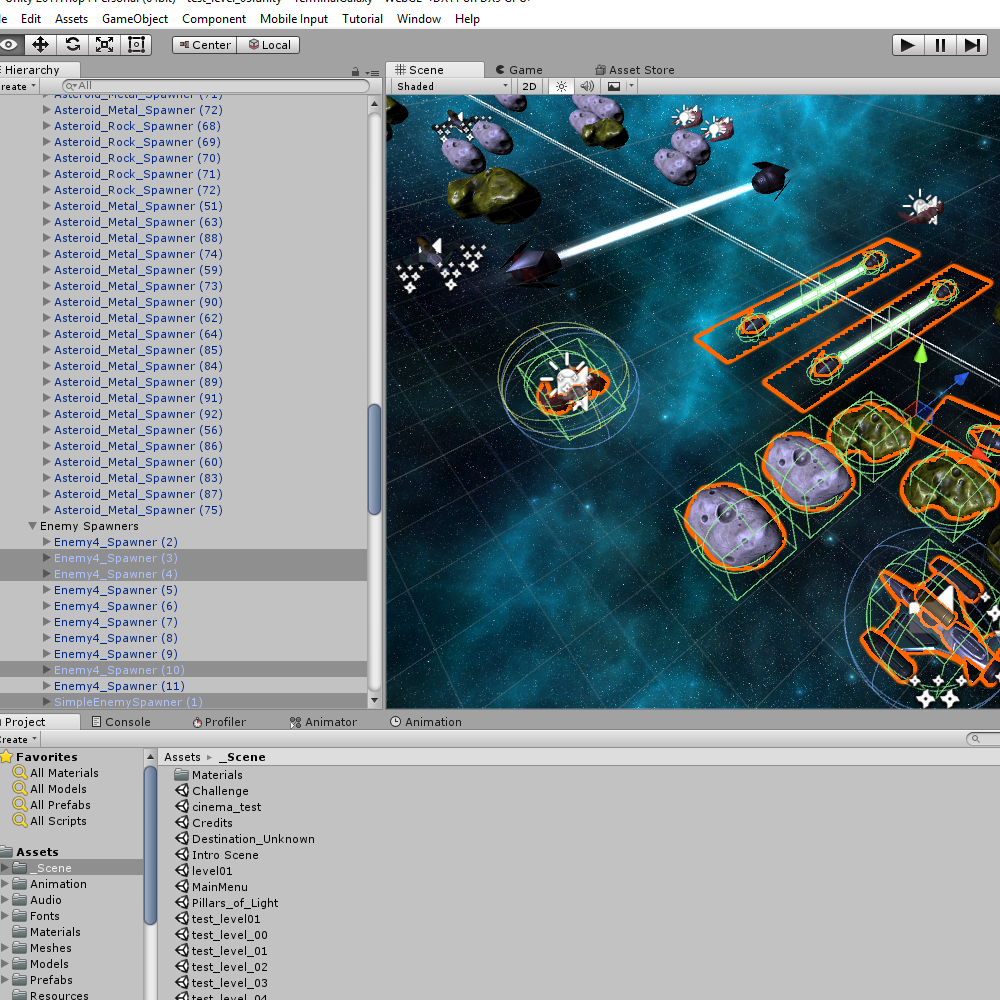 Edit Assets GameObject Component Mobile Input Tutorial Window Help
Center Local
Hierarchy
Scene Game Asset Store
reate All
Shaded 2D
Asteroid_Metal_Spawner (71)
Asteroid_Metal_Spawner (72)
Asteroid_Rock_Spawner (68)
Asteroid_Rock_Spawner (69)
Asteroid_Rock_Spawner (70)
Asteroid_Rock_Spawner (71)
Asteroid_Rock_Spawner (72)
Asteroid_Metal_Spawner (51)
Asteroid_Metal_Spawner (63)
Asteroid_Metal_Spawner (88)
Asteroid_Metal_Spawner (74)
Asteroid_Metal_Spawner (59)
Asteroid_Metal_Spawner (73)
Asteroid_Metal_Spawner (90)
Asteroid_Metal_Spawner (62)
Asteroid_Metal_Spawner (64)
Asteroid_Metal_Spawner (85)
Asteroid_Metal_Spawner (84)
Asteroid_Metal_Spawner (89)
Asteroid_Metal_Spawner (91)
Asteroid_Metal_Spawner (92)
Asteroid_Metal_Spawner (56)
Asteroid_Metal_Spawner (86)
Asteroid_Metal_Spawner (60)
Asteroid_Metal_Spawner (83)
Asteroid_Metal_Spawner (87)
Asteroid_Metal_Spawner (75)
Enemy Spawners
Enemy4_Spawner (2)
Enemy4_Spawner (3)
Enemy4_Spawner (4)
Enemy4_Spawner (5)
Enemy4_Spawner (6)
Enemy4_Spawner (7)
Enemy4_Spawner (8)
Enemy4_Spawner (9)
Enemy4_Spawner (10)
Enemy4_Spawner (11)
SimpleEnemySpawner (1)
Project Console Profiler Animator Animation
reate
Favorites
All Materials
All Models
All Prefabs
All Scripts
Assets
_Scene
Animation
Audio
Fonts
Materials
Meshes
Models
Prefabs
Resources
Assets _Scene
Materials
Challenge
cinema_test
Credits
Destination_Unknown
Intro Scene
level01
MainMenu
Pillars_of_Light
test_level01
test_level_00
test_level_01
test_level_02
test_level_03
test_level_04